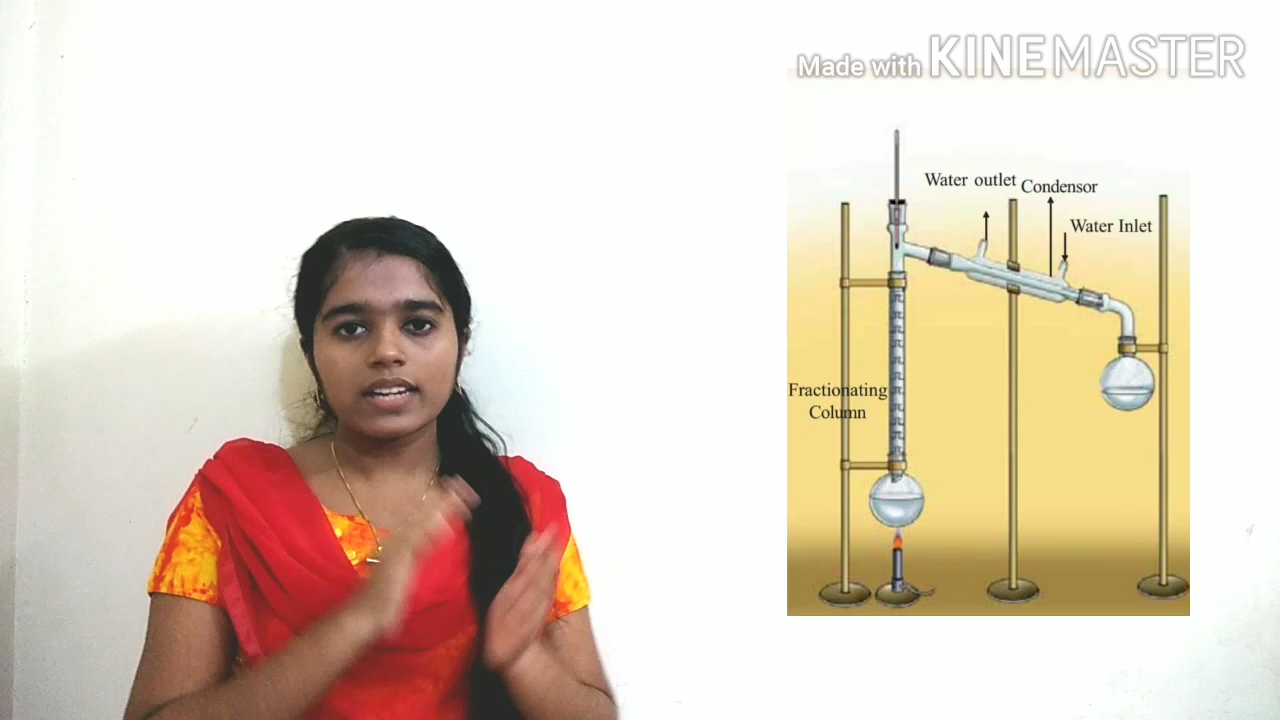 Made with KINEMASTER
Water outlet
Condensor
Water Inlet
Fractionating
Column